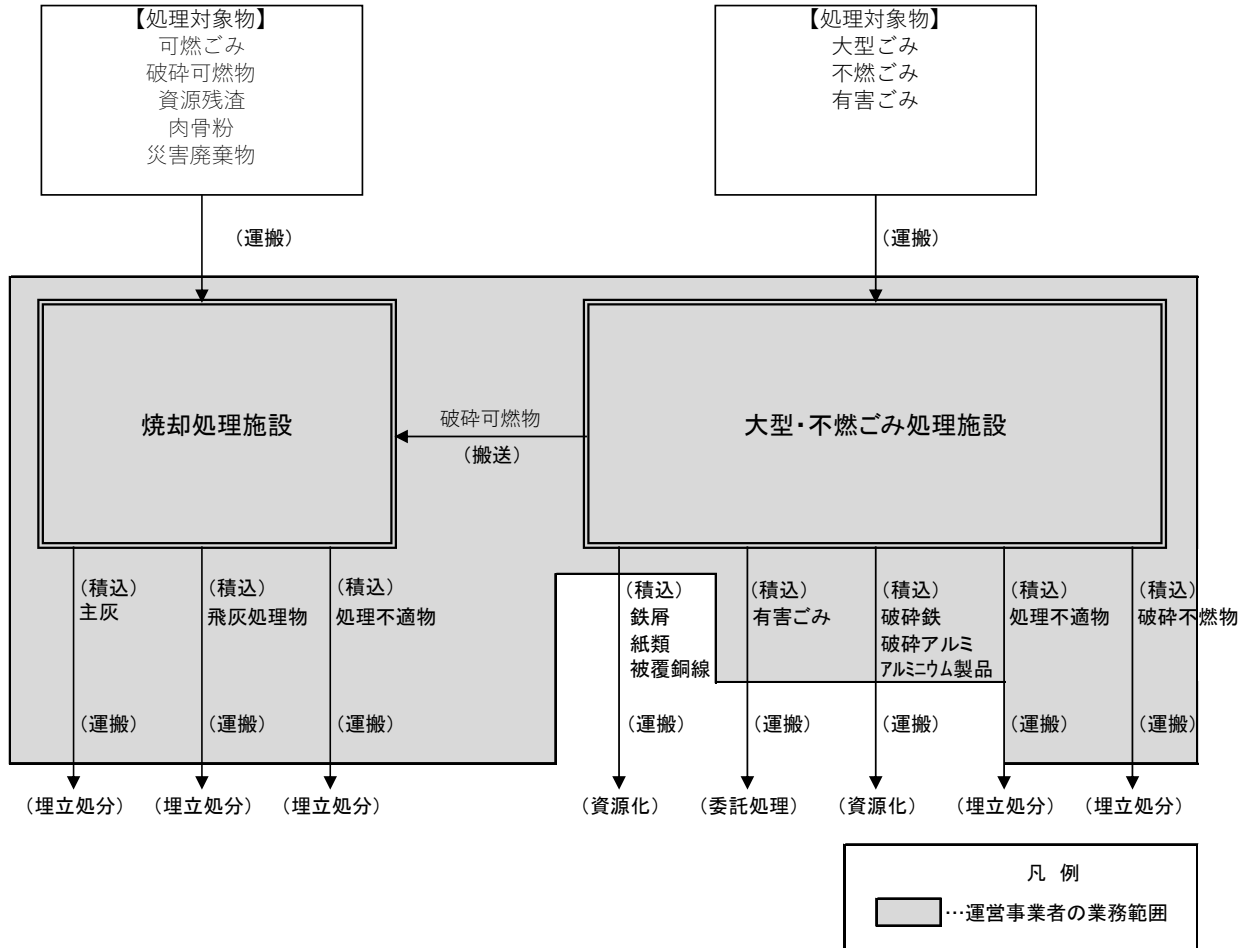 【処理対象物】
可燃ごみ
破砕可燃物
資源残渣
肉骨粉
災害廃棄物
【処理対象物】
大型ごみ
不燃ごみ
有害ごみ
（運搬）
（運搬）
焼却処理施設
破砕可燃物
（搬送）
大型・不燃ごみ処理施設
（積込）
主灰
（積込）
飛灰処理物
（積込）
処理不適物
（積込）
鉄屑
紙類
被覆銅線
（積込）
有害ごみ
（積込）
破砕鉄
破砕アルミ
アルミニウム製品
（積込）
処理不適物
（積込）
破砕不燃物
（運搬）
（運搬）
（運搬）
（運搬）
（運搬）
（運搬）
（運搬）
（運搬）
（埋立処分）
（埋立処分）
（埋立処分）
（資源化）
（委託処理）
（資源化）
（埋立処分）
（埋立処分）
凡 例
…運営事業者の業務範囲